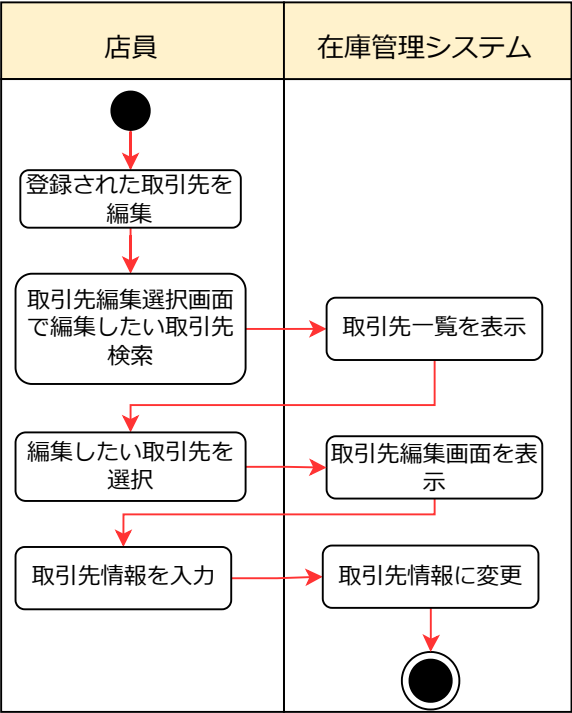 店員
在庫管理システム
登録された取引先を
編集
取引先編集選択画面
で編集したい取引先
検索
取引先一覧を表示
編集したい取引先を
選択
取引先編集画面を表
示
取引先情報を入力
取引先情報に変更